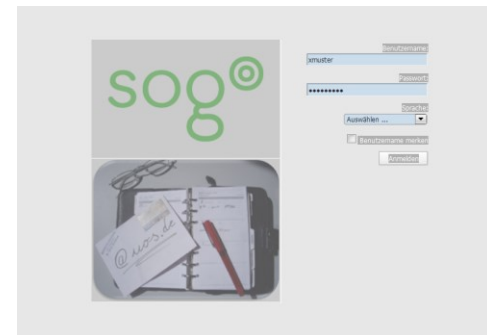 sogo
@uos.de
Benutzername:
xmuster
Passwort:
•••••••••
Sprache:
Auswählen ...
Benutzername merken
Anmelden